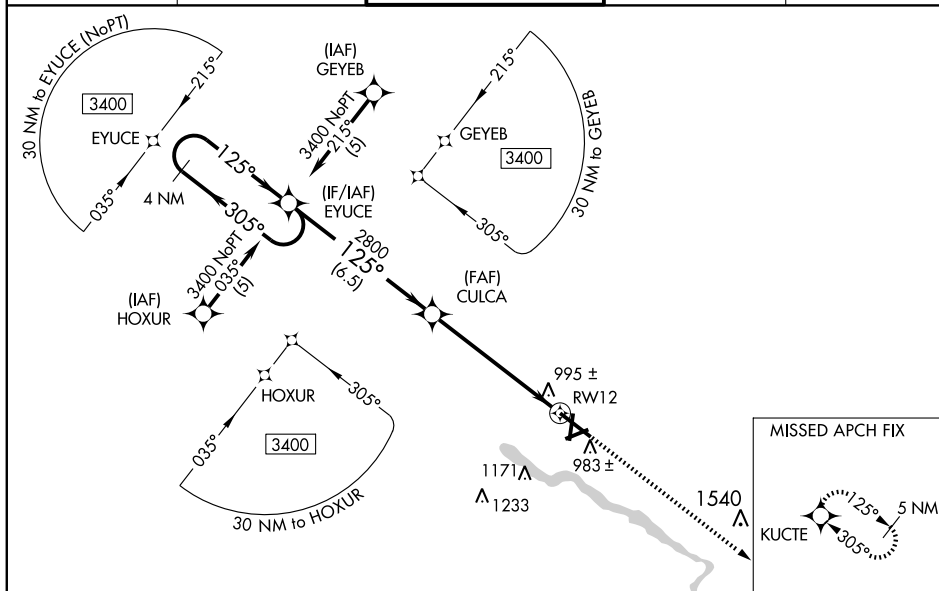 30 NM to EYUCE (NoPT)
215°
3400
EYUCE
035°
4 NM
125°
305°
(IAF)
GEYEB
3400 NoPT
215°
(5)
(IF/IAF)
EYUCE
3400 NoPT
035°
(5)
(IAF)
HOXUR
2800
125°
(6.5)
(FAF)
CULCA
215°
GEYEB
3400
305°
30 NM to GEYEB
HOXUR
035°
305°
3400
30 NM to HOXUR
995 ±
RW12
983 ±
1171
1233
1540
MISSED APCH FIX
125°
5 NM
KUCTE
305°